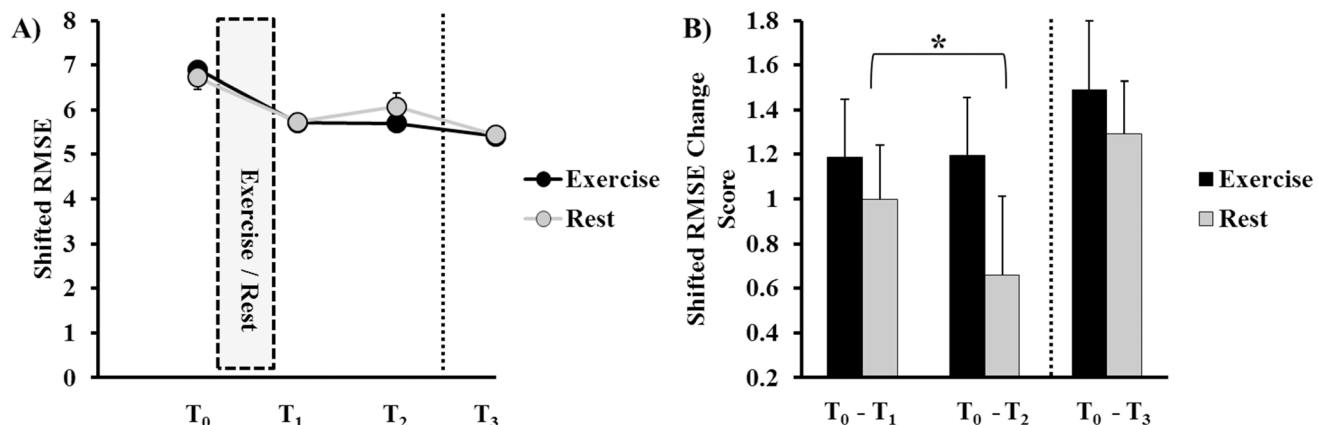 A)
Shifted RMSE
8
7
6
5
4
3
2
1
0
Exercise / Rest
T0
T1
T2
T3
Exercise
Rest
B)
Shifted RMSE Change
Score
1.8
1.6
1.4
1.2
1
0.8
0.6
0.4
0.2
*
T0 - T1
T0 - T2
T0 - T3
Exercise
Rest